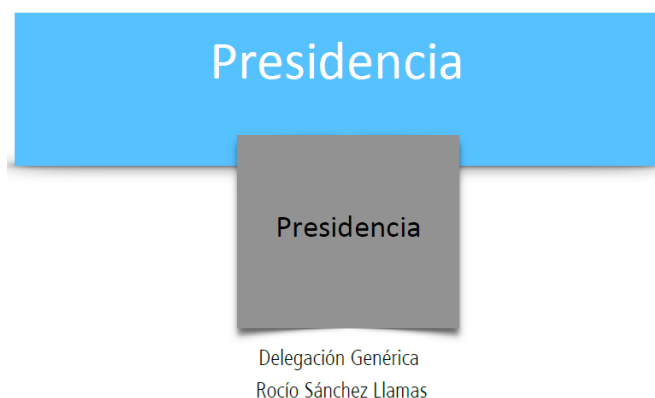 Presidencia
Presidencia
Delegación Genérica
Rocío Sánchez Llamas